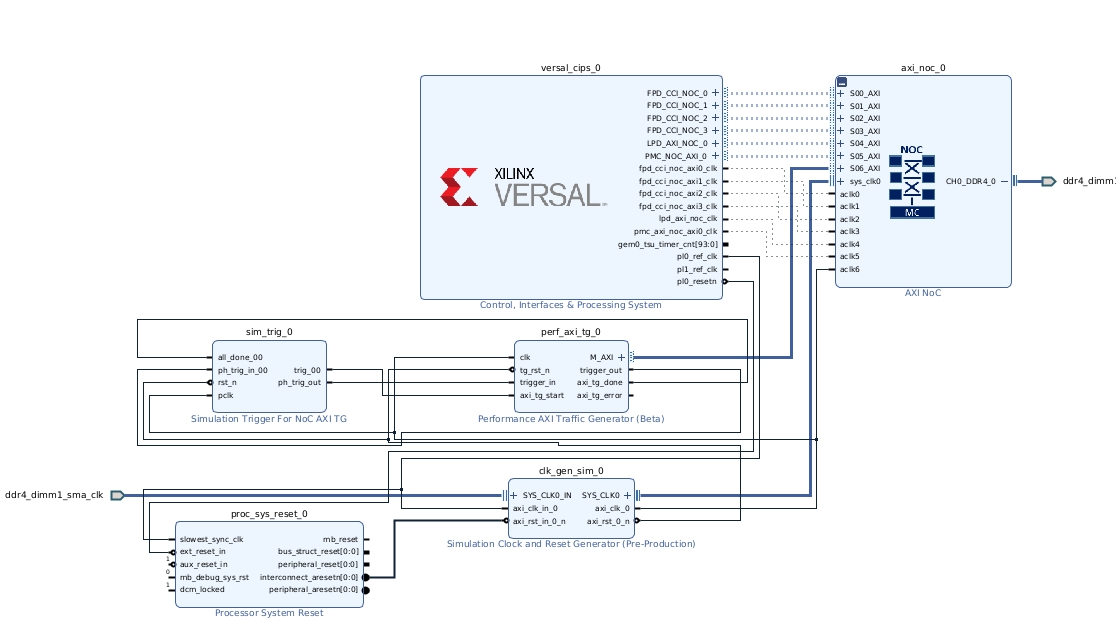 versal_cips_0
FPD_CCI_NOC_0
FPD_CCI_NOC_1
FPD_CCI_NOC_2
FPD_CCI_NOC_3
LPD_AXI_NOC_0
PMC_NOC_AXI_0
fpd_cci_noc_axi0_clk
fpd_cci_noc_axi1_clk
fpd_cci_noc_axi2_clk
fpd_cci_noc_axi3_clk
lpd_axi_noc_clk
pmc_axi_noc_axi0_clk
gem0_tsu_timer_cnt[93:0]
pl0_ref_clk
pl1_ref_clk
pl0_resetn
XILINX
VERSAL
Control, Interfaces & Processing System
axi_noc_0
S00_AXI
S01_AXI
S02_AXI
S03_AXI
S04_AXI
S05_AXI
S06_AXI
sys_clk0
aclk0
aclk1
aclk2
aclk3
aclk4
aclk5
aclk6
NOC
MC
CH0_DDR4_0
AXI NoC
ddr4_dimm1
sim_trig_0
all_done_00
ph_trig_in_00
rst_n
pclk
trig_00
ph_trig_out
Simulation Trigger For NoC AXI TG
perf_axi_tg_0
clk
tg_rst_n
trigger_in
axi_tg_start
M_AXI
trigger_out
axi_tg_done
axi_tg_error
Performance AXI Traffic Generator (Beta)
ddr4_dimm1_sma_clk
clk_gen_sim_0
SYS_CLK0_IN
axi_clk_in_0
axi_rst_in_0_n
SYS_CLK0
axi_clk_0
axi_rst_0_n
Simulation Clock and Reset Generator (Pre-Production)
proc_sys_reset_0
slowest_sync_clk
ext_reset_in
1
aux_reset_in
0
mb_debug_sys_rst
1
dcm_locked
mb_reset
bus_struct_reset[0:0]
peripheral_reset[0:0]
interconnect_aresetn[0:0]
peripheral_aresetn[0:0]
Processor System Reset